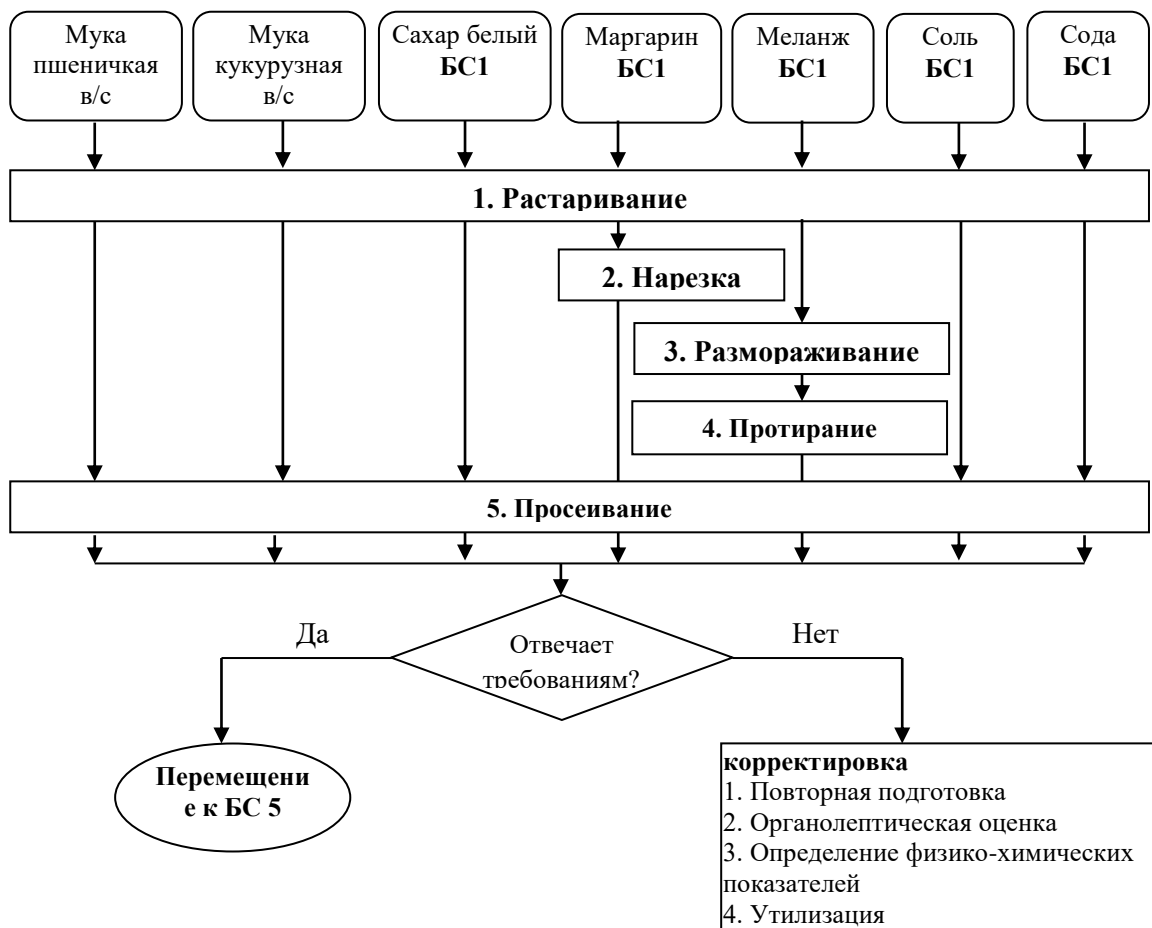 Мука
пшеничкая
в/с
Мука
кукурузная
в/с
Сахар белый
БС1
Маргарин
БС1
Меланж
БС1
Соль
БС1
Сода
БС1
1. Растаривание
2. Нарезка
3. Размораживание
4. Протирание
5. Просеивание
Да
Отвечает
требованиям?
Нет
Перемещени
е к БС 5
корректировка
1. Повторная подготовка
2. Органолептическая оценка
3. Определение физико-химических
показателей
4. Утилизация